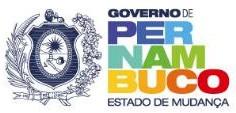 GOVERNO DE
PER
NAM
BUCO
ESTADO DE MUDANÇA